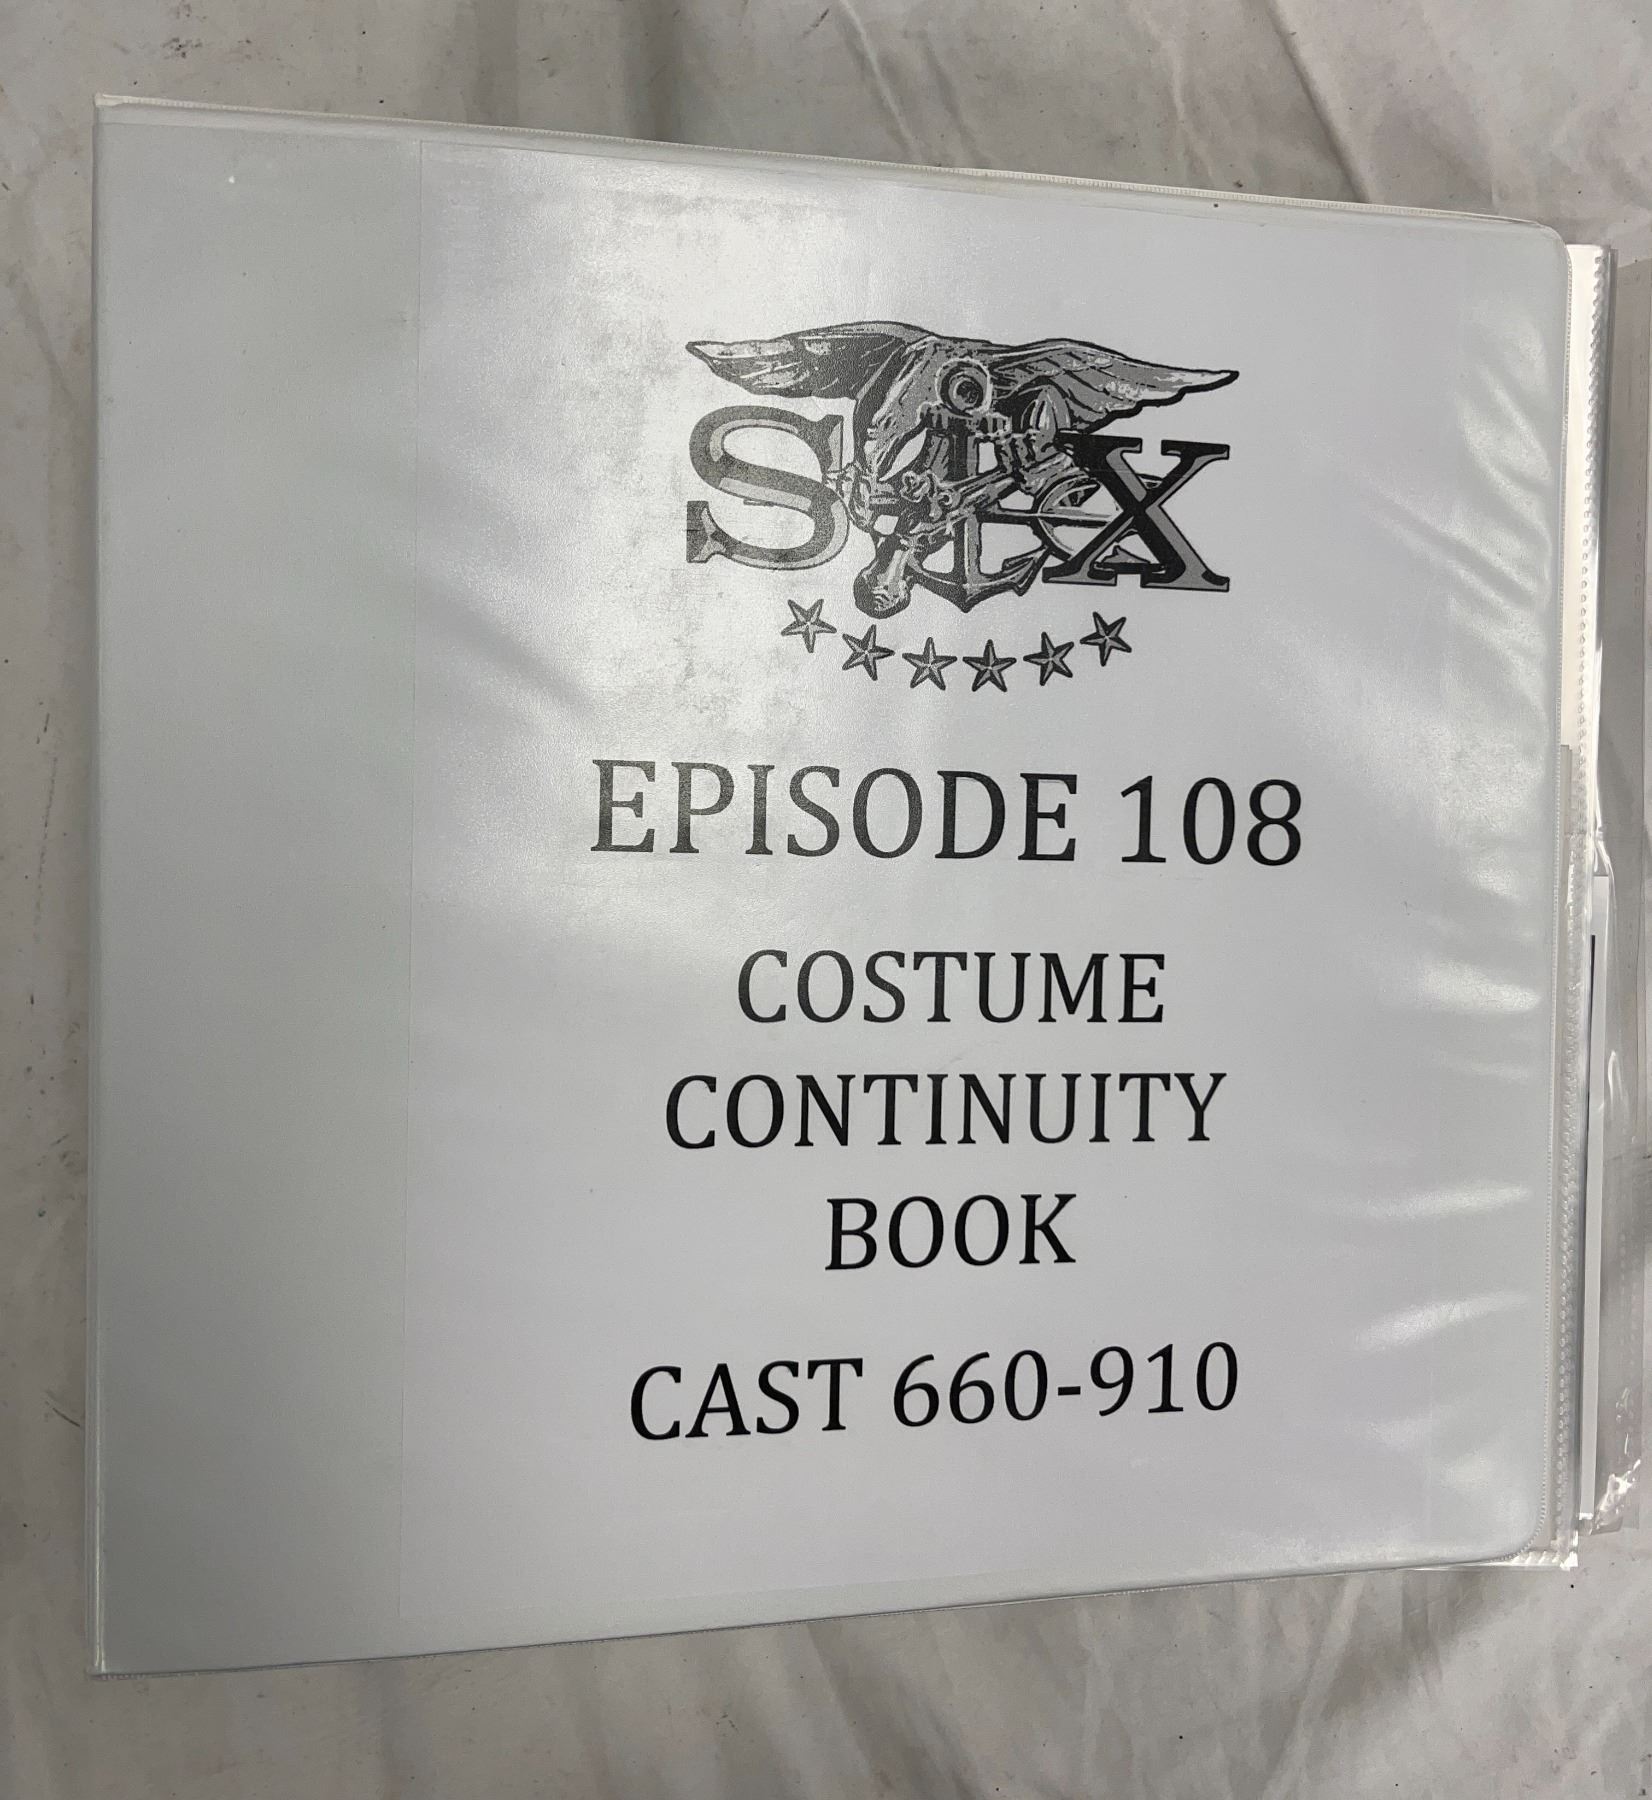 SIX
EPISODE 108
COSTUME
CONTINUITY
BOOK
CAST 660-910